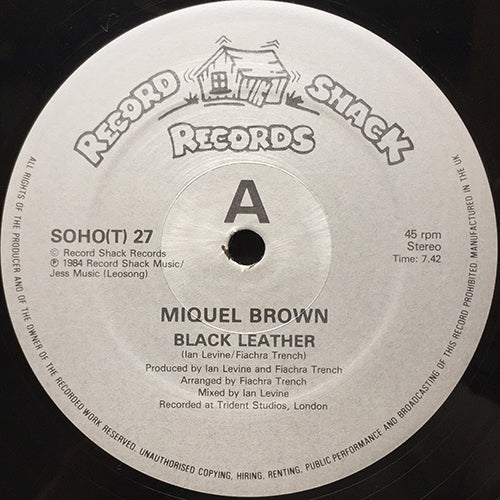 RECORD SHACK
RECORDS
A
SOHO(T) 27
© Record Shack Records
℗ 1984 Record Shack Music/
Jess Music (Leosong)
45 rpm
Stereo
Time: 7.42
MIQUEL BROWN
BLACK LEATHER
(Ian Levine/Fiachra Trench)
Produced by Ian Levine and Fiachra Trench
Arranged by Fiachra Trench
Mixed by Ian Levine
Recorded at Trident Studios, London
ALL RIGHTS OF THE PRODUCER AND OF THE OWNER OF THE RECORDED WORK RESERVED. UNAUTHORISED COPYING, HIRING. RENTING. PUBLIC PERFORMANCE AND BROADCASTING OF THIS RECORD PROHIBITED. MANUFACTURED IN THE UK.